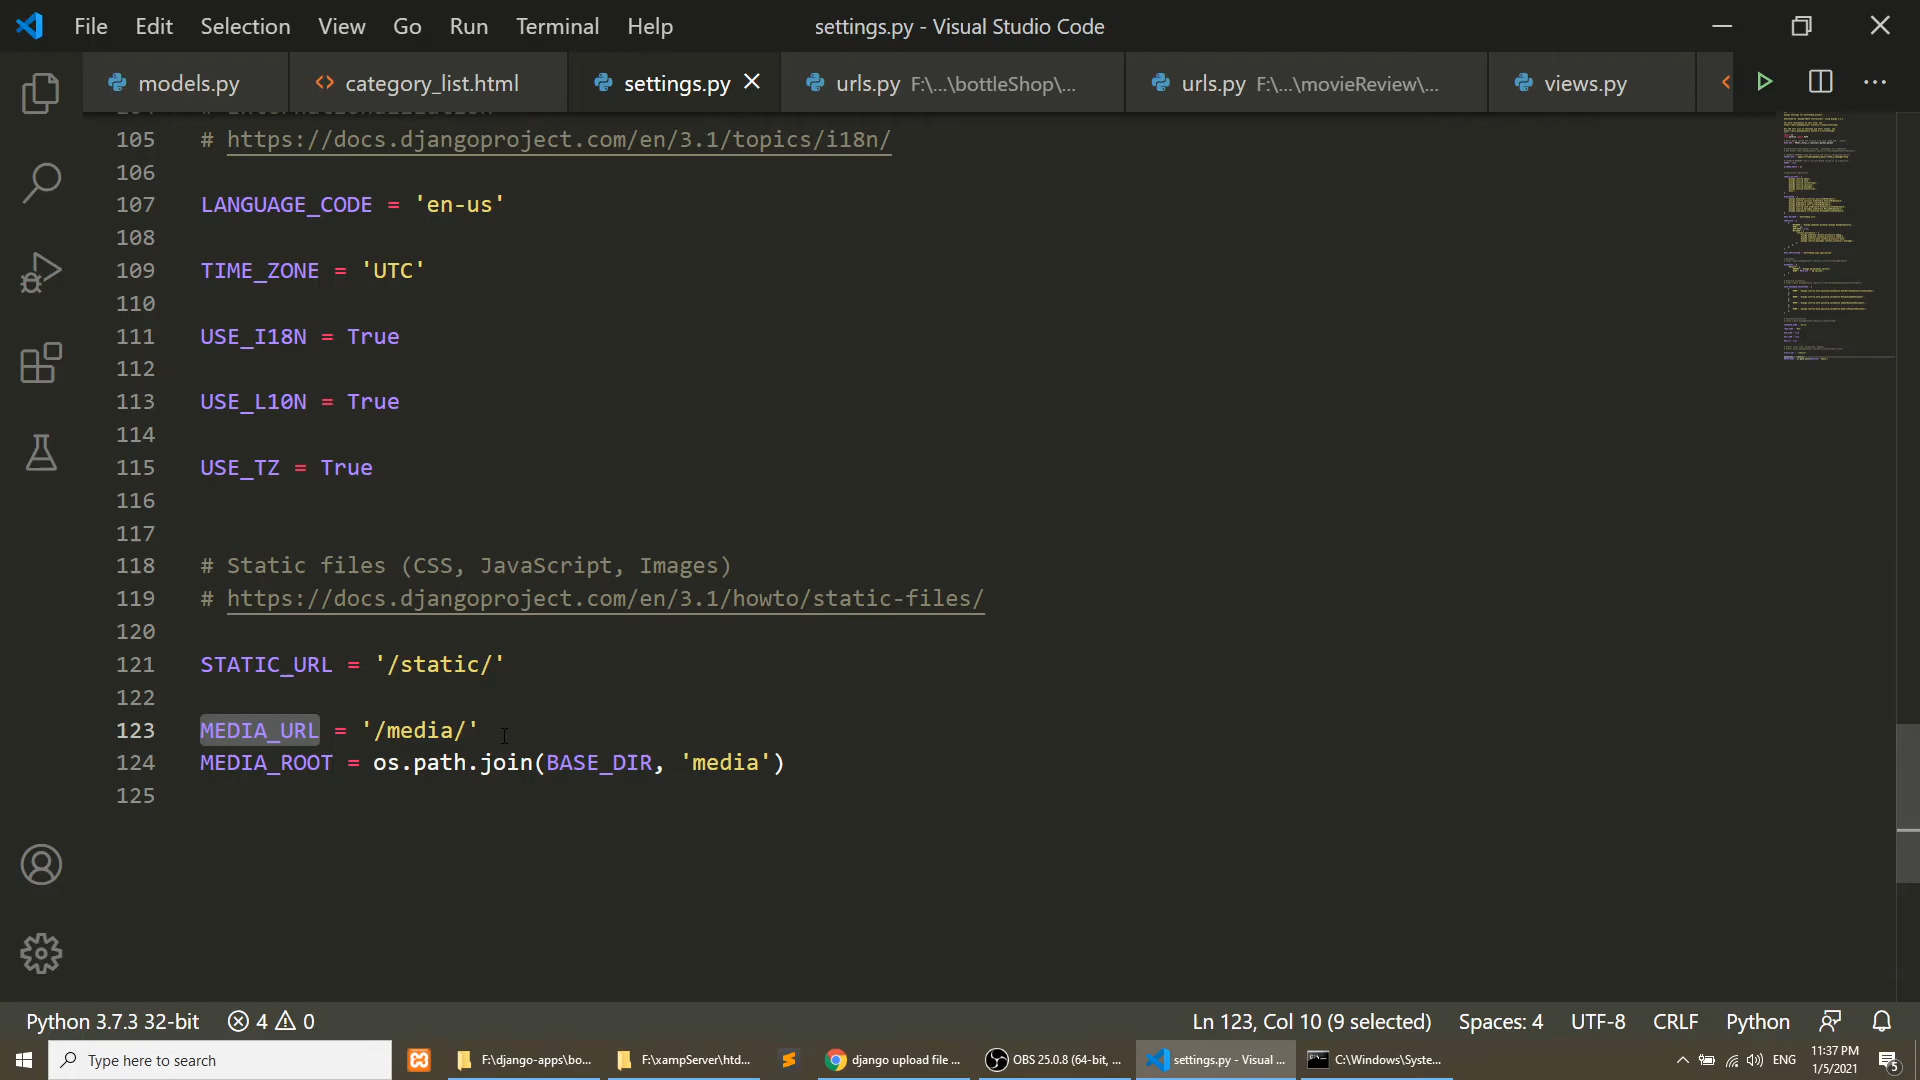 File Edit Selection View Go Run Terminal Help settings.py - Visual Studio Code
models.py category_list.html settings.py urls.py F:\...\bottleShop\... urls.py F:\...\movieReview\... views.py
105 # https://docs.djangoproject.com/en/3.1/topics/i18n/
106
107 LANGUAGE_CODE = 'en-us'
108
109 TIME_ZONE = 'UTC'
110
111 USE_I18N = True
112
113 USE_L10N = True
114
115 USE_TZ = True
116
117
118 # Static files (CSS, JavaScript, Images)
119 # https://docs.djangoproject.com/en/3.1/howto/static-files/
120
121 STATIC_URL = '/static/'
122
123 MEDIA_URL = '/media/'
124 MEDIA_ROOT = os.path.join(BASE_DIR, 'media')
125
Python 3.7.3 32-bit 4 0 Ln 123, Col 10 (9 selected) Spaces: 4 UTF-8 CRLF Python
Type here to search F:\django-apps\bo... F:\xampServer\htd... django upload file ... OBS 25.0.8 (64-bit, ... settings.py - Visual ... C:\Windows\Syste... ENG 11:37 PM
1/5/2021 5